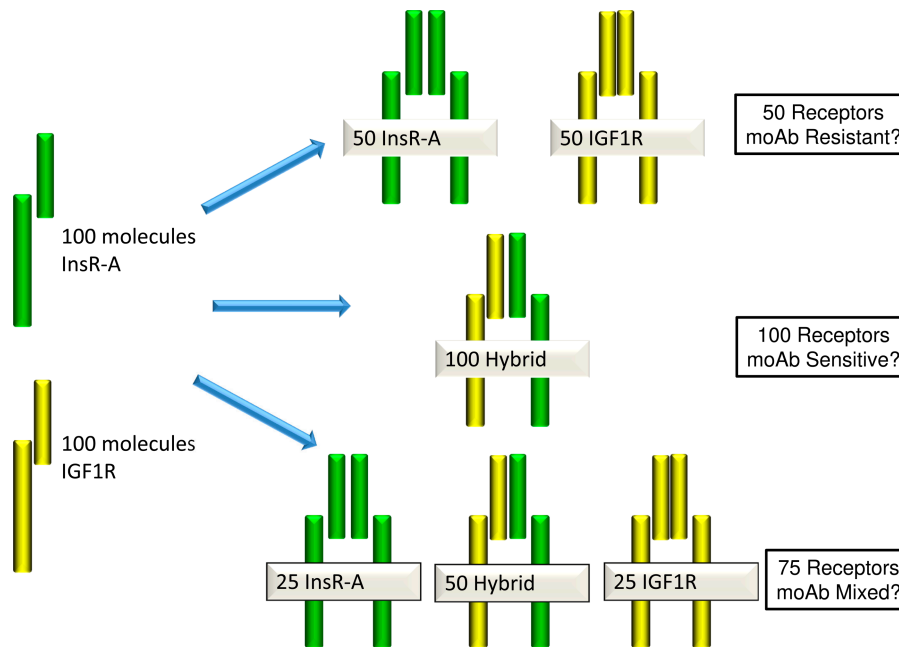 50 InsR-A
50 IGF1R
50 Receptors
moAb Resistant?
100 molecules
InsR-A
100 Hybrid
100 Receptors
moAb Sensitive?
100 molecules
IGF1R
25 InsR-A
50 Hybrid
25 IGF1R
75 Receptors
moAb Mixed?